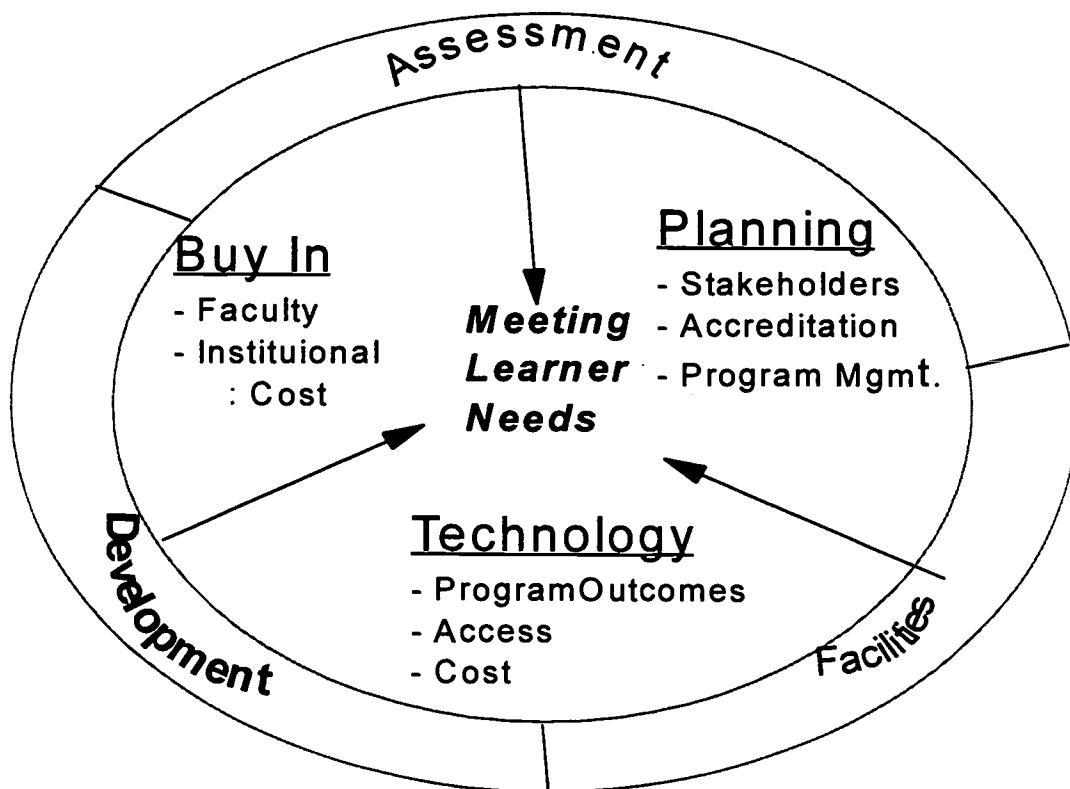 Assessment
Buy In
- Faculty
- Instituional
: Cost
Planning
- Stakeholders
- Accreditation
- Program Mgmt.
Meeting
Learner
Needs
Technology
- ProgramOutcomes
- Access
- Cost
Development
Facilities